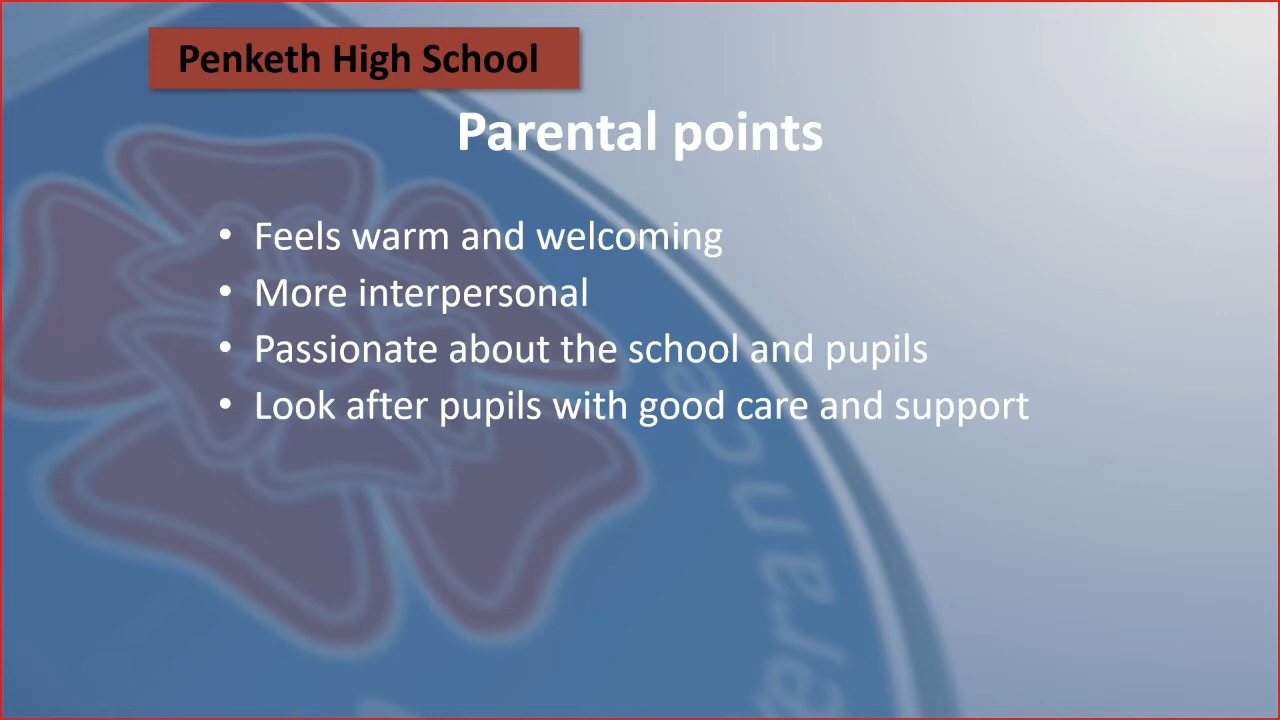 Penketh High School
Parental points
• Feels warm and welcoming
• More interpersonal
• Passionate about the school and pupils
• Look after pupils with good care and support